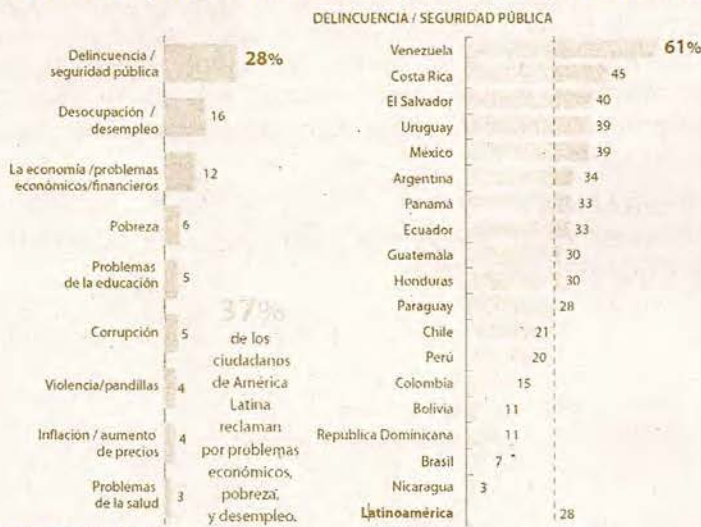 DELINCUENCIA / SEGURIDAD PÚBLICA
Delincuencia /
seguridad pública
28%
Desocupación /
desempleo
16
La economía /problemas
económicos/financieros
12
Pobreza
6
Problemas
de la educación
5
Corrupción
5
Violencia/pandillas
4
Inflación / aumento
de precios
4
Problemas
de la salud
3
37%
de los
ciudadanos
de América
Latina
reclaman
por problemas
económicos,
pobreza,
y desempleo.
Venezuela 61%
Costa Rica 45
El Salvador 40
Uruguay 39
México 39
Argentina 34
Panamá 33
Ecuador 33
Guatemala 30
Honduras 30
Paraguay 28
Chile 21
Perú 20
Colombia 15
Bolivia 11
Republica Dominicana 11
Brasil 7
Nicaragua 3
Latinoamérica 28